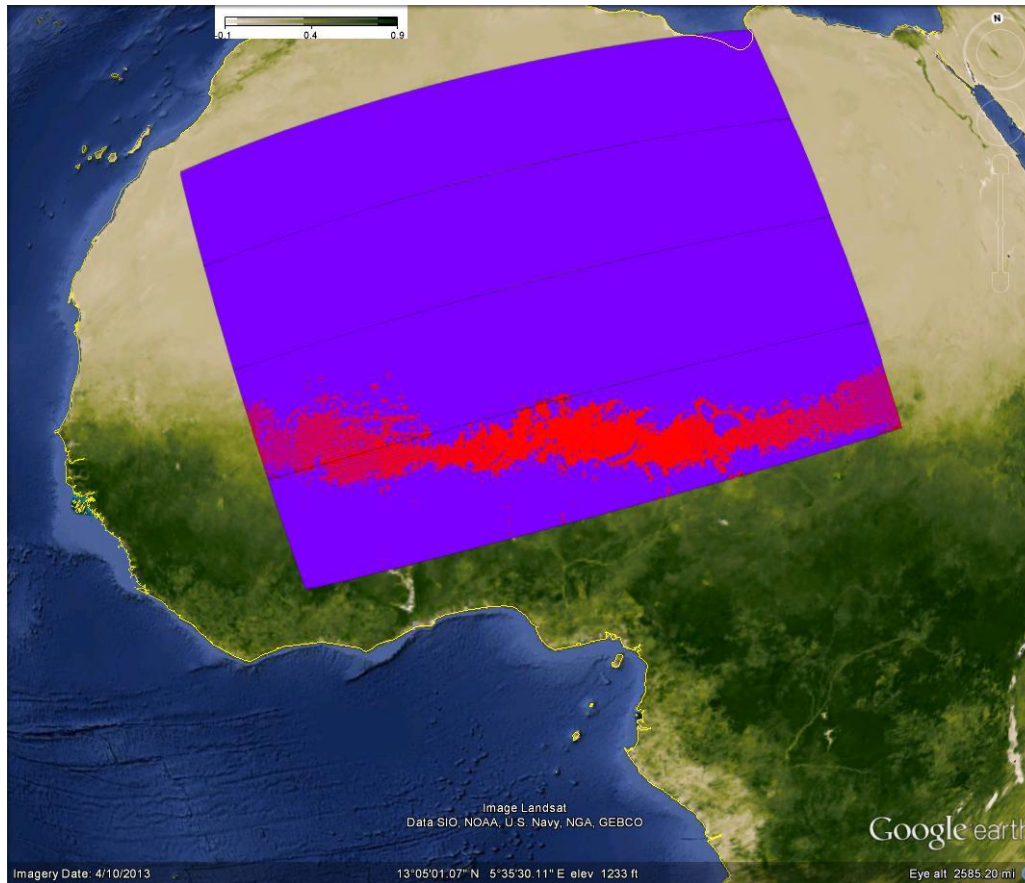 -0.1 0.4 0.9
N
Image Landsat
Data SIO, NOAA, U.S. Navy, NGA, GEBCO
Google earth
Imagery Date: 4/10/2013 13°05'01.07" N 5°35'30.11" E elev 1233 ft Eye alt 2585.20 mi